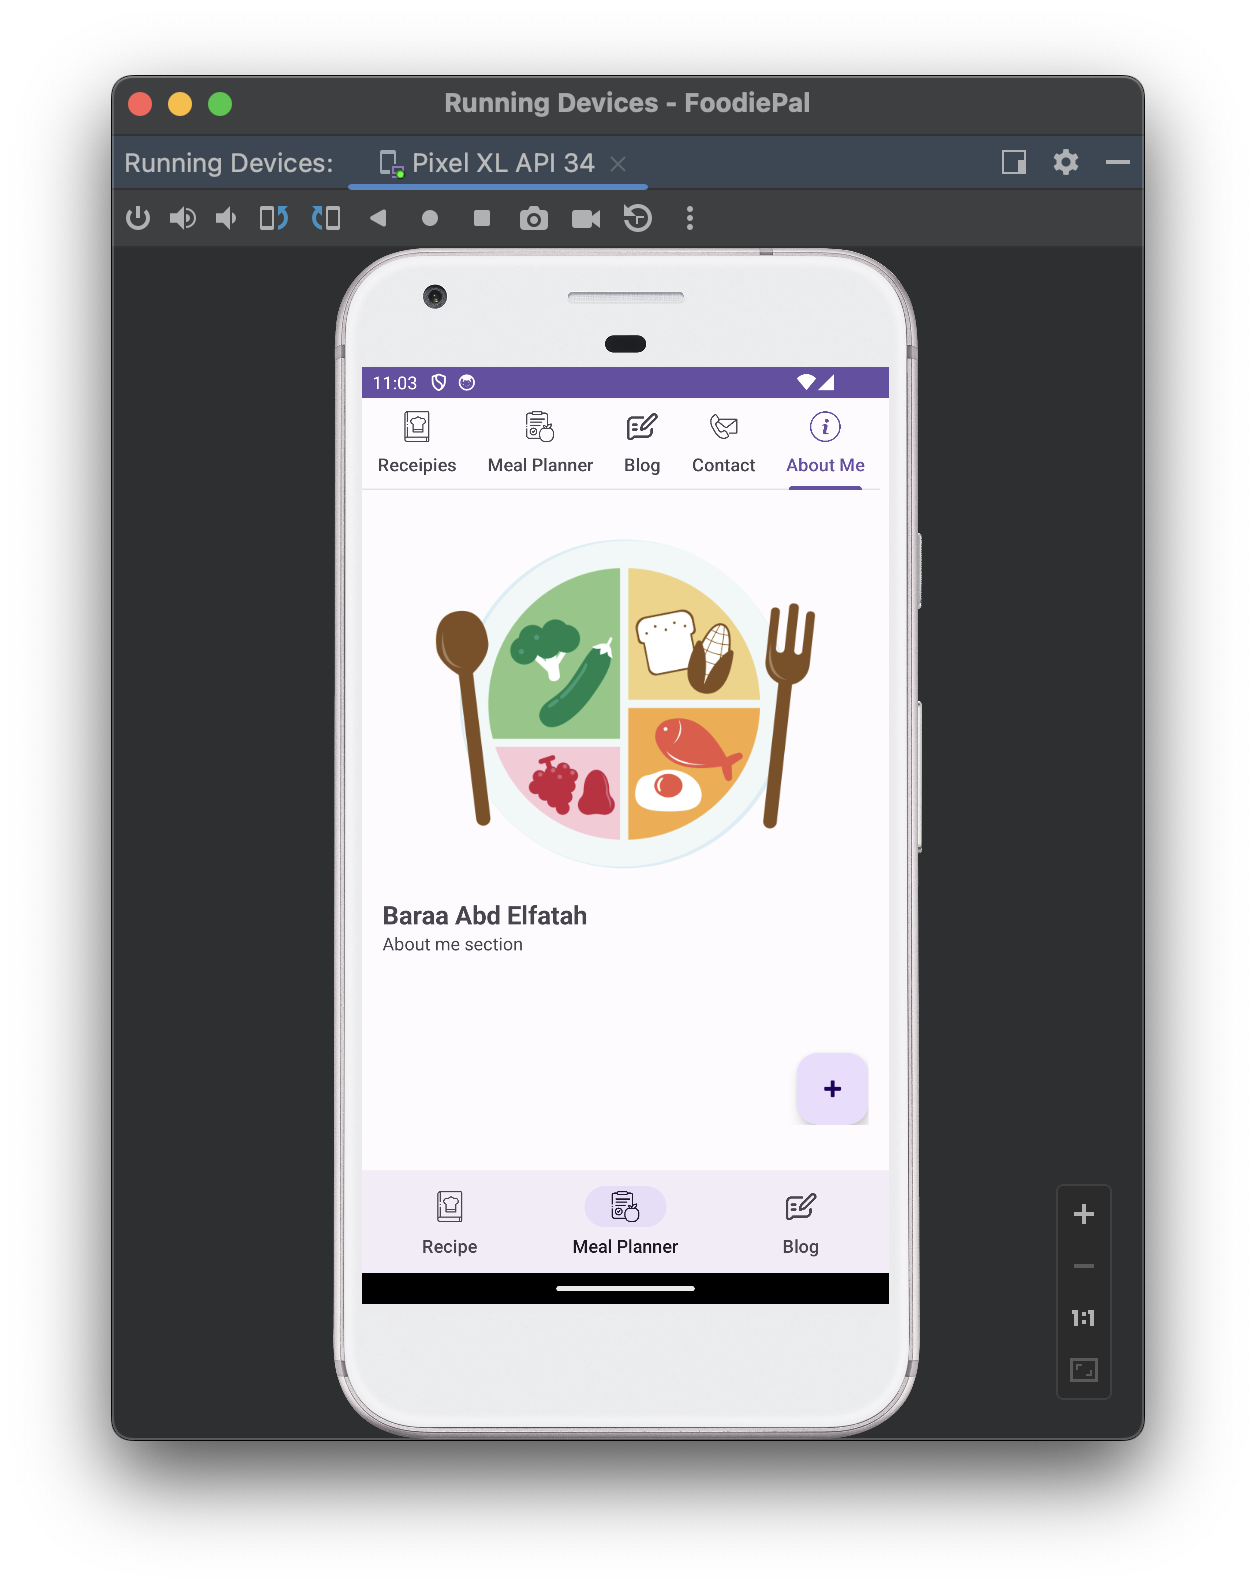 Running Devices - FoodiePal
Running Devices: Pixel XL API 34
11:03
Receipies Meal Planner Blog Contact About Me
Baraa Abd Elfatah
About me section
+
Recipe Meal Planner Blog
1:1